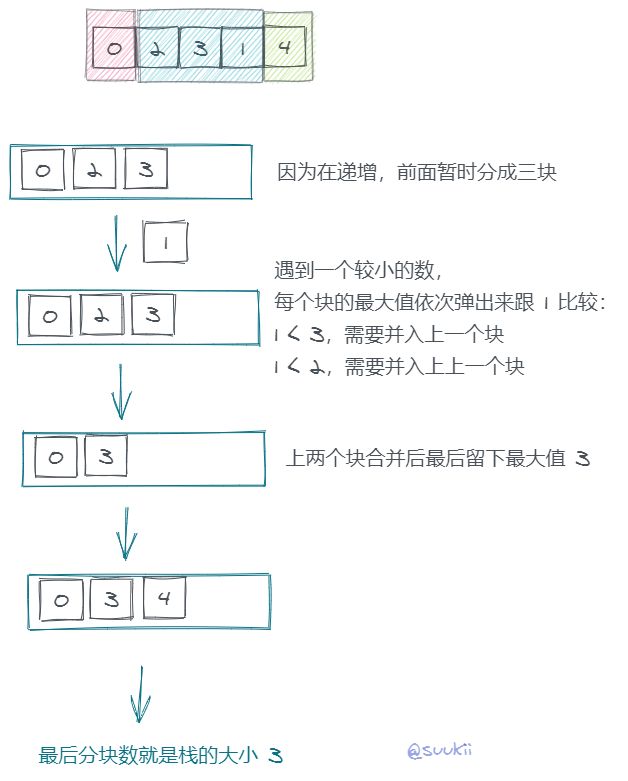 0 2 3 1 4
0 2 3
因为在递增，前面暂时分成三块
1
遇到一个较小的数，
每个块的最大值依次弹出来跟 1 比较：
0 2 3
1 < 3，需要并入上一个块
1 < 2，需要并入上上一个块
0 3
上两个块合并后最后留下最大值 3
0 3 4
最后分块数就是栈的大小 3
@suukii